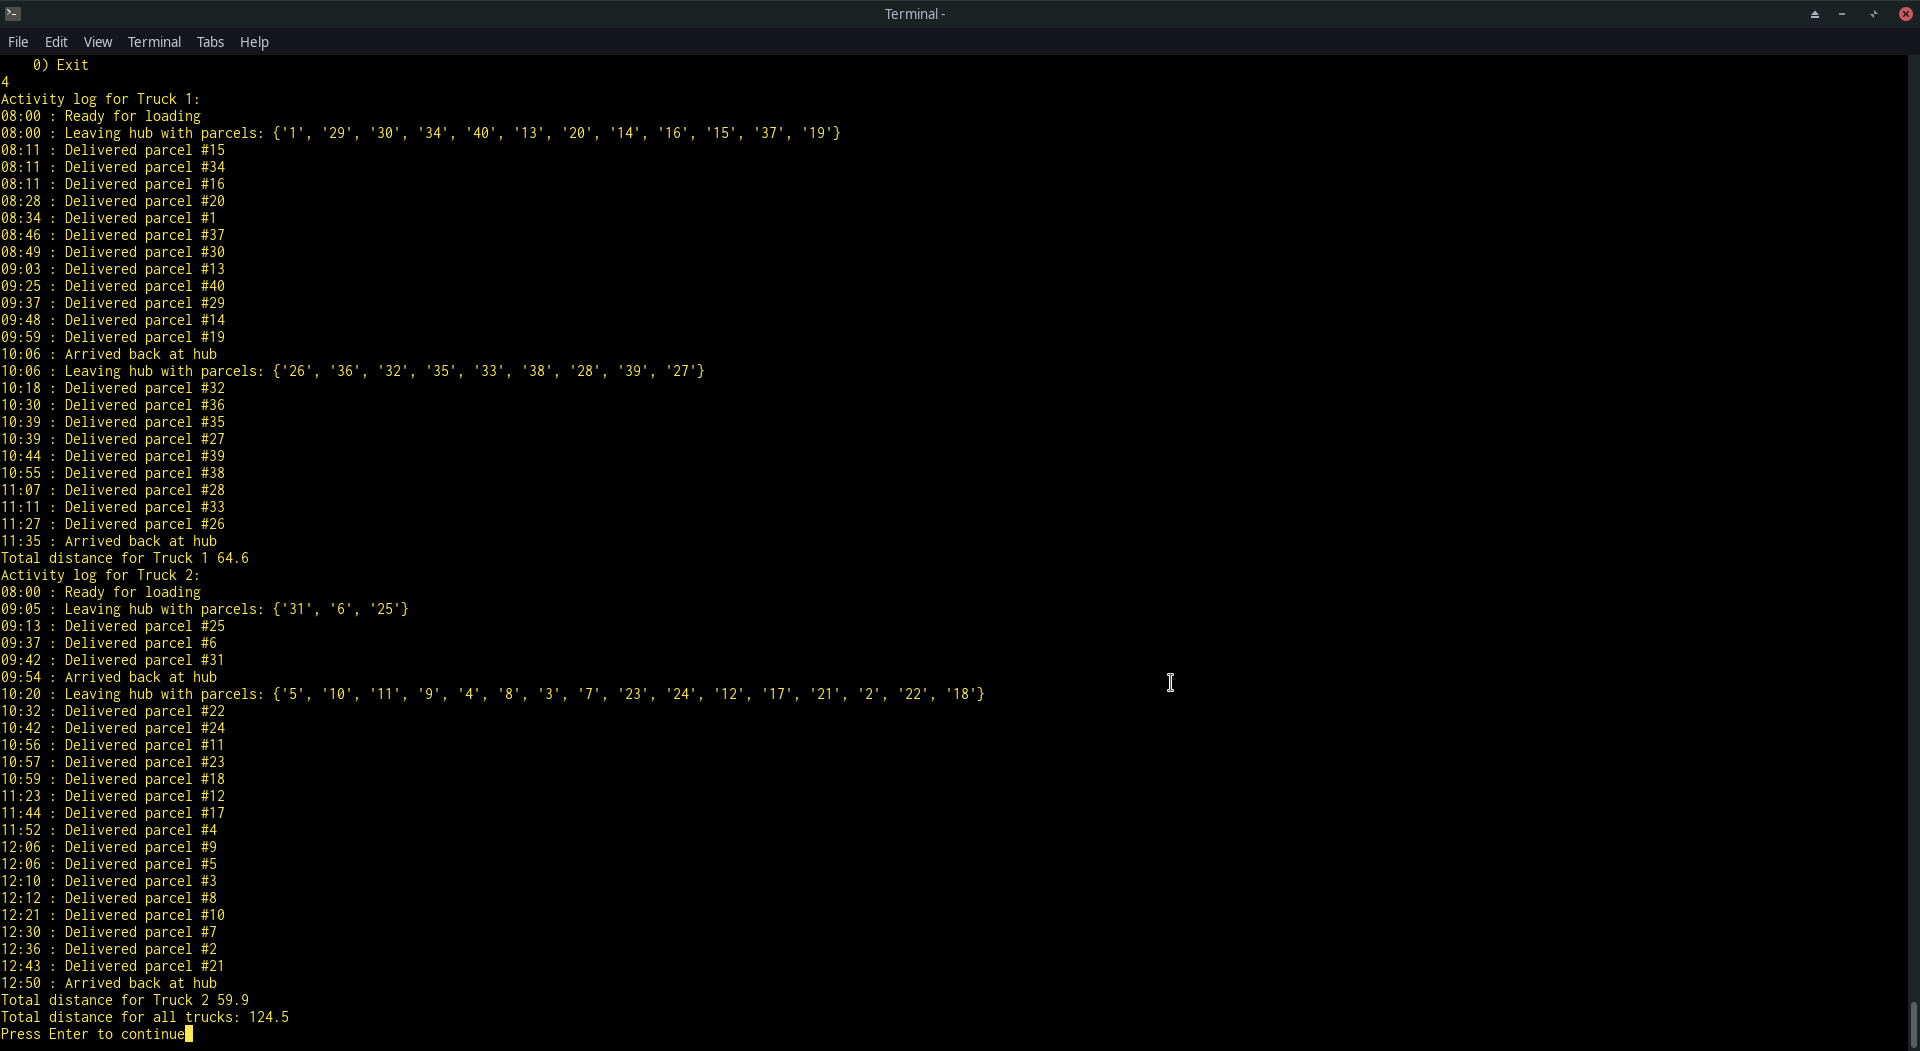 Terminal -
File Edit View Terminal Tabs Help
    0) Exit
4
Activity log for Truck 1:
08:00 : Ready for loading
08:00 : Leaving hub with parcels: {'1', '29', '30', '34', '40', '13', '20', '14', '16', '15', '37', '19'}
08:11 : Delivered parcel #15
08:11 : Delivered parcel #34
08:11 : Delivered parcel #16
08:28 : Delivered parcel #20
08:34 : Delivered parcel #1
08:46 : Delivered parcel #37
08:49 : Delivered parcel #30
09:03 : Delivered parcel #13
09:25 : Delivered parcel #40
09:37 : Delivered parcel #29
09:48 : Delivered parcel #14
09:59 : Delivered parcel #19
10:06 : Arrived back at hub
10:06 : Leaving hub with parcels: {'26', '36', '32', '35', '33', '38', '28', '39', '27'}
10:18 : Delivered parcel #32
10:30 : Delivered parcel #36
10:39 : Delivered parcel #35
10:39 : Delivered parcel #27
10:44 : Delivered parcel #39
10:55 : Delivered parcel #38
11:07 : Delivered parcel #28
11:11 : Delivered parcel #33
11:27 : Delivered parcel #26
11:35 : Arrived back at hub
Total distance for Truck 1 64.6
Activity log for Truck 2:
08:00 : Ready for loading
09:05 : Leaving hub with parcels: {'31', '6', '25'}
09:13 : Delivered parcel #25
09:37 : Delivered parcel #6
09:42 : Delivered parcel #31
09:54 : Arrived back at hub
10:20 : Leaving hub with parcels: {'5', '10', '11', '9', '4', '8', '3', '7', '23', '24', '12', '17', '21', '2', '22', '18'}
10:32 : Delivered parcel #22
10:42 : Delivered parcel #24
10:56 : Delivered parcel #11
10:57 : Delivered parcel #23
10:59 : Delivered parcel #18
11:23 : Delivered parcel #12
11:44 : Delivered parcel #17
11:52 : Delivered parcel #4
12:06 : Delivered parcel #9
12:06 : Delivered parcel #5
12:10 : Delivered parcel #3
12:12 : Delivered parcel #8
12:21 : Delivered parcel #10
12:30 : Delivered parcel #7
12:36 : Delivered parcel #2
12:43 : Delivered parcel #21
12:50 : Arrived back at hub
Total distance for Truck 2 59.9
Total distance for all trucks: 124.5
Press Enter to continue